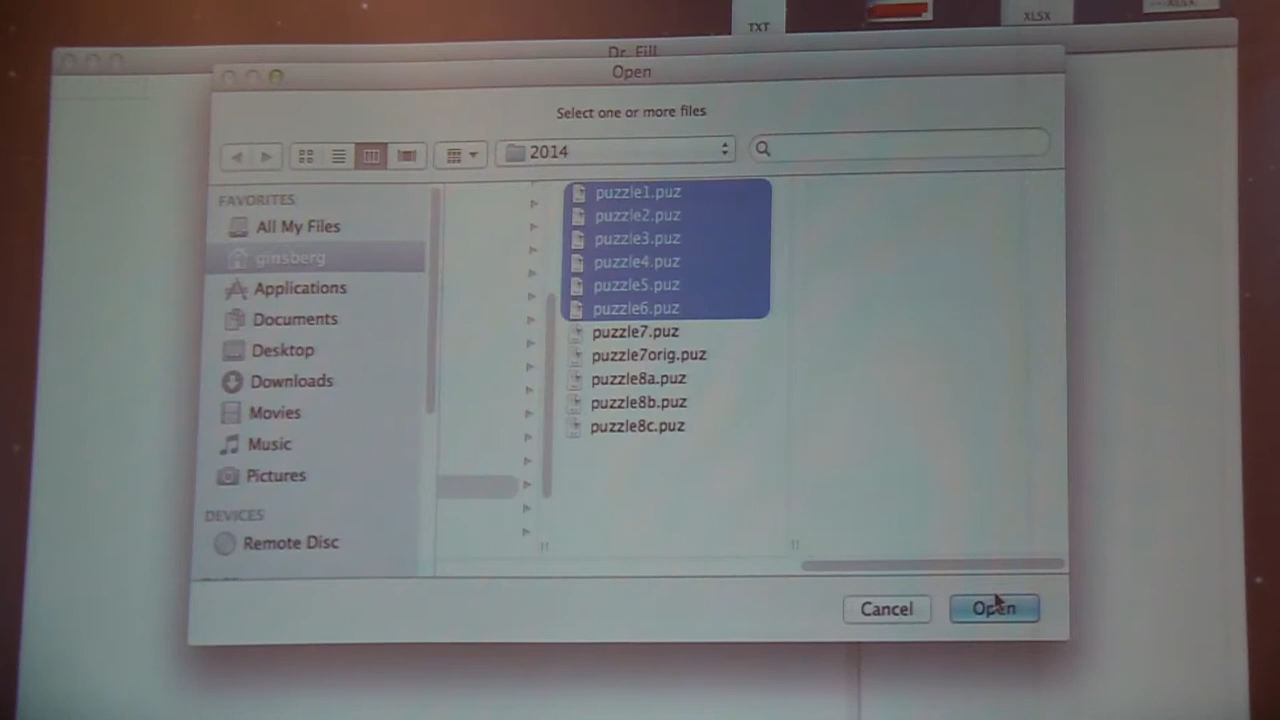 TXT
XLSX
XLSX
Dr. Fill
Open
Select one or more files
2014
FAVORITES
All My Files
ginsberg
Applications
Documents
Desktop
Downloads
Movies
Music
Pictures
DEVICES
Remote Disc
puzzle1.puz
puzzle2.puz
puzzle3.puz
puzzle4.puz
puzzle5.puz
puzzle6.puz
puzzle7.puz
puzzle7orig.puz
puzzle8a.puz
puzzle8b.puz
puzzle8c.puz
Cancel
Open